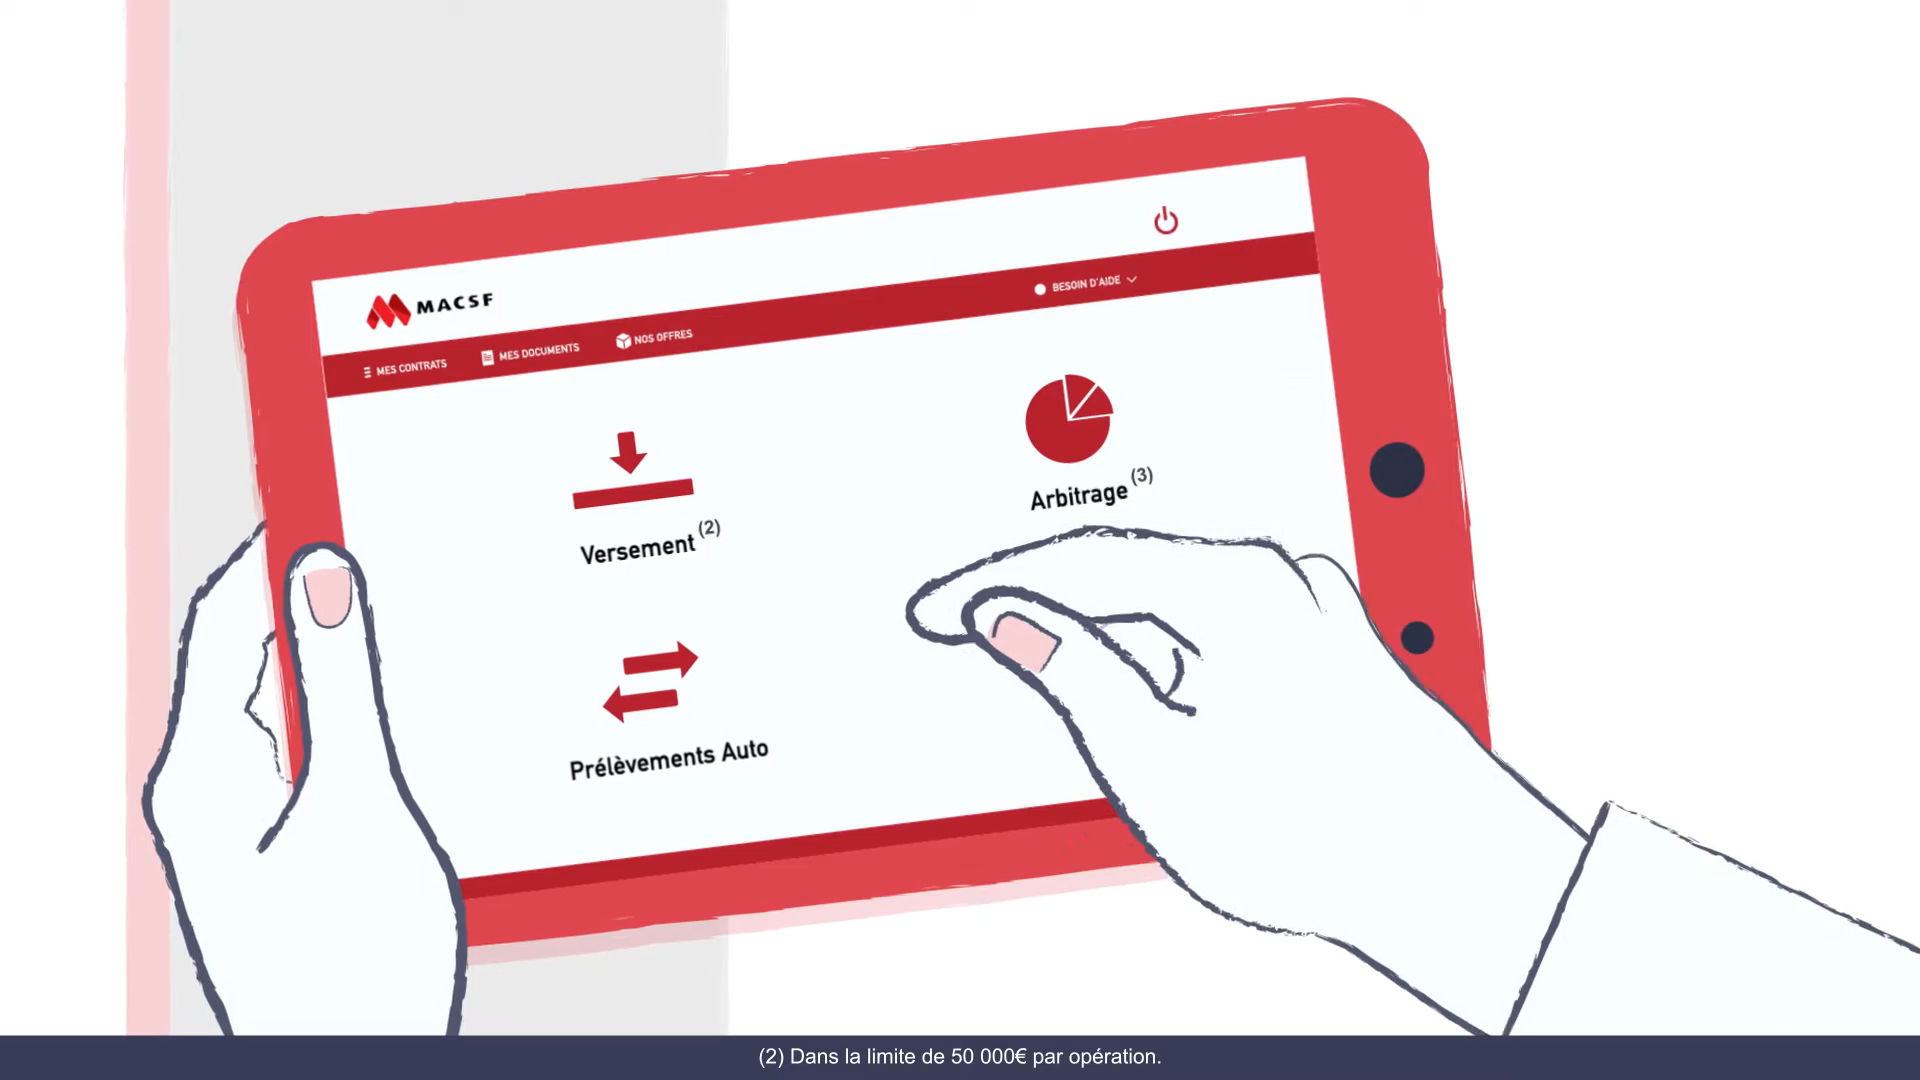 MACSF
MES CONTRATS
MES DOCUMENTS
NOS OFFRES
BESOIN D'AIDE
Versement (2)
Arbitrage (3)
Prélèvements Auto
(2) Dans la limite de 50 000€ par opération.